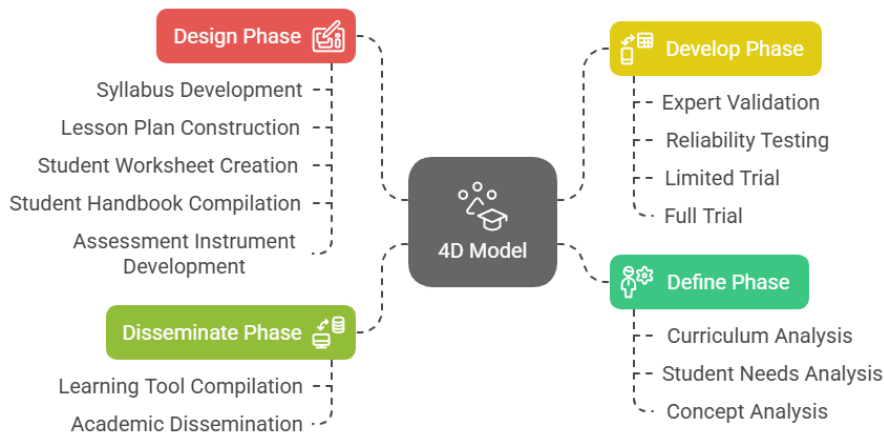 Design Phase
Syllabus Development
Lesson Plan Construction
Student Worksheet Creation
Student Handbook Compilation
Assessment Instrument
Development
Disseminate Phase
Learning Tool Compilation
Academic Dissemination
4D Model
Develop Phase
Expert Validation
Reliability Testing
Limited Trial
Full Trial
Define Phase
Curriculum Analysis
Student Needs Analysis
Concept Analysis